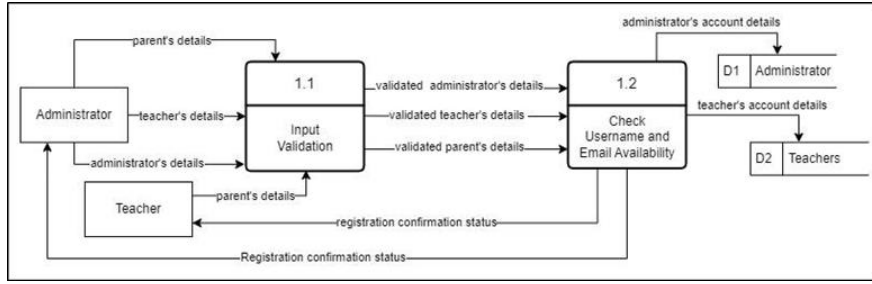 administrator's account details
parent's details
1.1
1.2
D1 Administrator
validated administrator's details
teacher's account details
Administrator
teacher's details
Input
Validation
validated teacher's details
Check
Username and
Email Availability
validated parent's details
D2 Teachers
administrator's details
parent's details
Teacher
registration confirmation status
Registration confirmation status